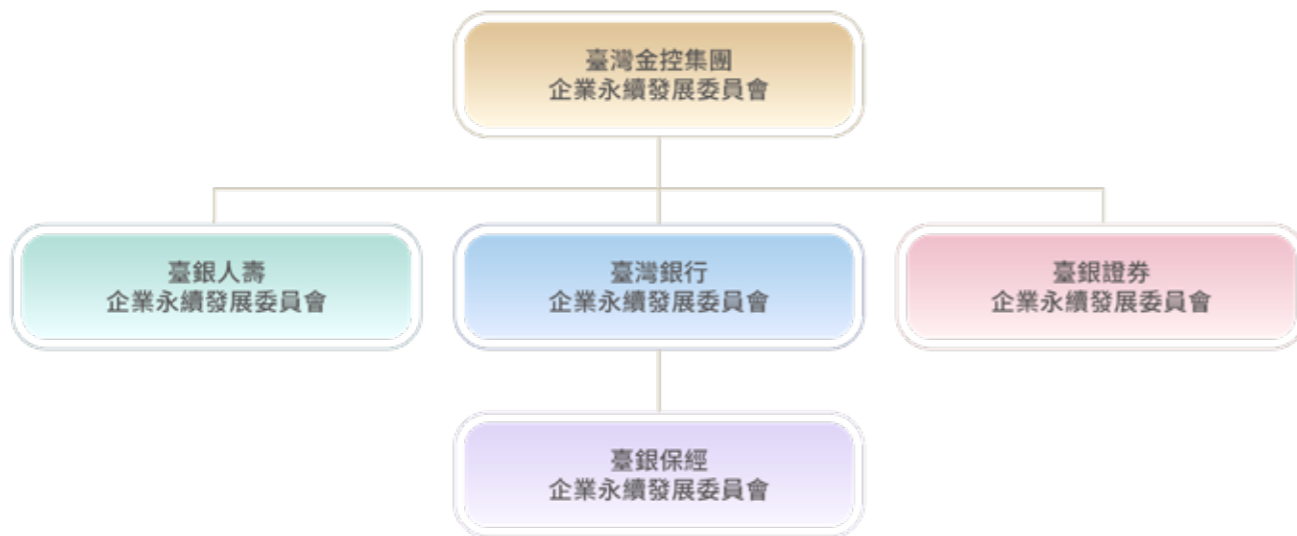 臺灣金控集團
企業永續發展委員會
臺銀人壽
企業永續發展委員會
臺灣銀行
企業永續發展委員會
臺銀證券
企業永續發展委員會
臺銀保經
企業永續發展委員會